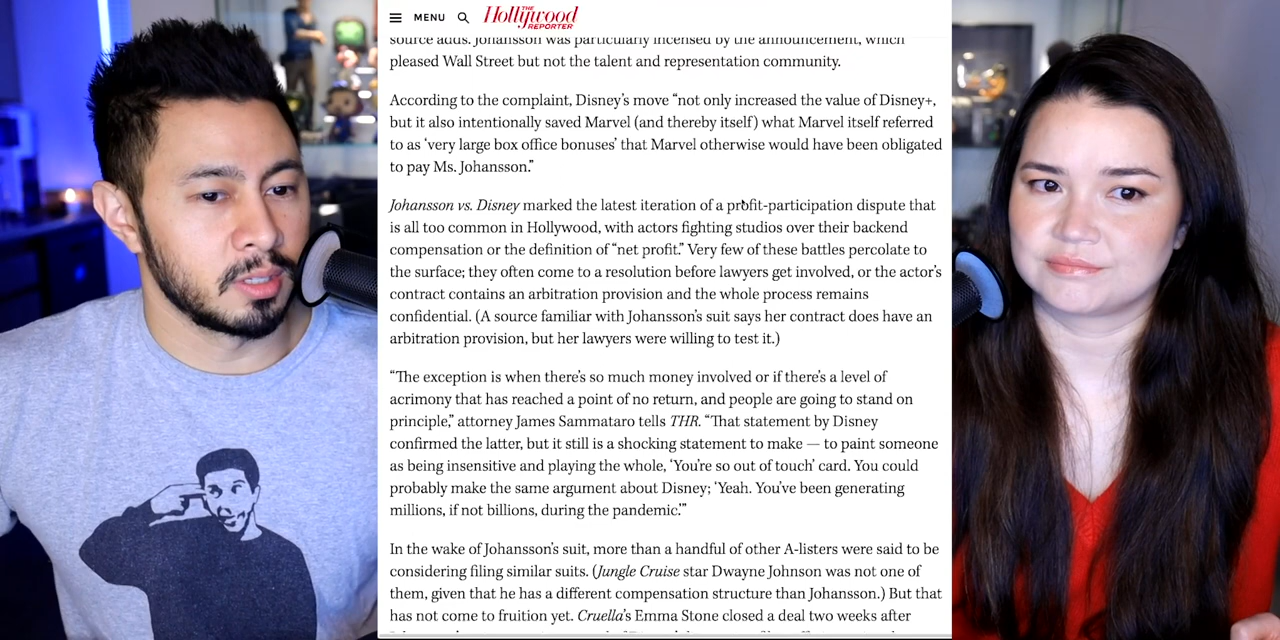 MENU
THE
Hollywood
REPORTER
source adds. Johansson was particularly incensed by the announcement, which
pleased Wall Street but not the talent and representation community.
According to the complaint, Disney’s move “not only increased the value of Disney+,
but it also intentionally saved Marvel (and thereby itself) what Marvel itself referred
to as ‘very large box office bonuses’ that Marvel otherwise would have been obligated
to pay Ms. Johansson.”
Johansson vs. Disney marked the latest iteration of a profit-participation dispute that
is all too common in Hollywood, with actors fighting studios over their backend
compensation or the definition of “net profit.” Very few of these battles percolate to
the surface; they often come to a resolution before lawyers get involved, or the actor’s
contract contains an arbitration provision and the whole process remains
confidential. (A source familiar with Johansson’s suit says her contract does have an
arbitration provision, but her lawyers were willing to test it.)
“The exception is when there’s so much money involved or if there’s a level of
acrimony that has reached a point of no return, and people are going to stand on
principle,” attorney James Sammataro tells THR. “That statement by Disney
confirmed the latter, but it still is a shocking statement to make — to paint someone
as being insensitive and playing the whole, ‘You’re so out of touch’ card. You could
probably make the same argument about Disney; ‘Yeah. You’ve been generating
millions, if not billions, during the pandemic.’”
In the wake of Johansson’s suit, more than a handful of other A-listers were said to be
considering filing similar suits. (Jungle Cruise star Dwayne Johnson was not one of
them, given that he has a different compensation structure than Johansson.) But that
has not come to fruition yet. Cruella’s Emma Stone closed a deal two weeks after